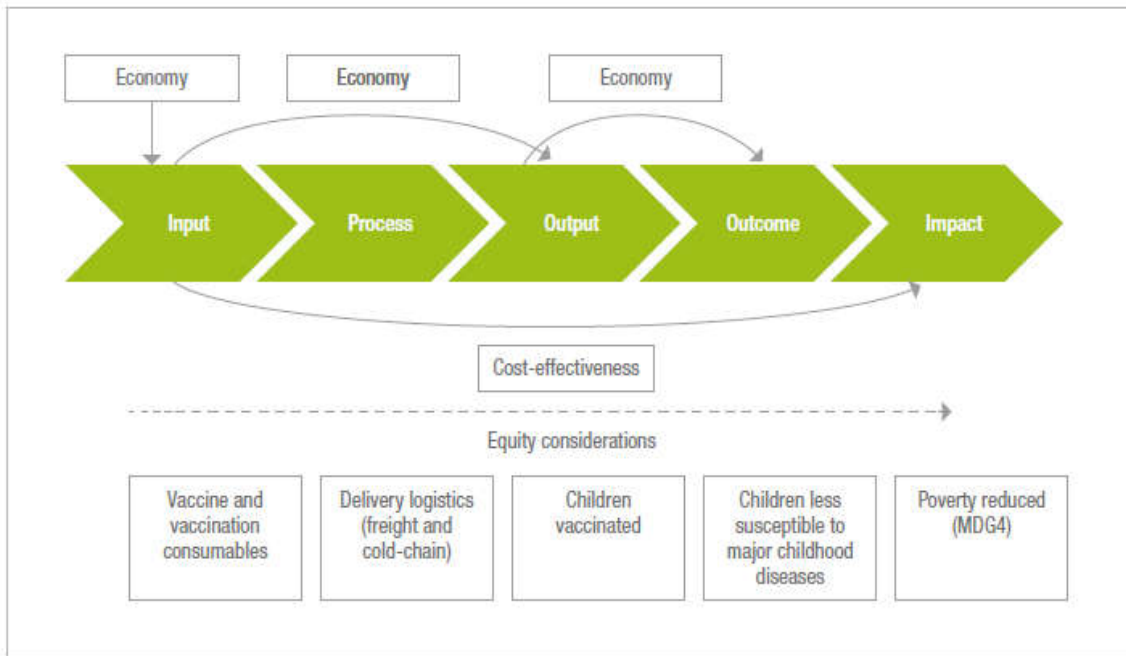 Economy
Economy
Economy
Input
Process
Output
Outcome
Impact
Cost-effectiveness
Equity considerations
Vaccine and
vaccination
consumables
Delivery logistics
(freight and
cold-chain)
Children
vaccinated
Children less
susceptible to
major childhood
diseases
Poverty reduced
(MDG4)